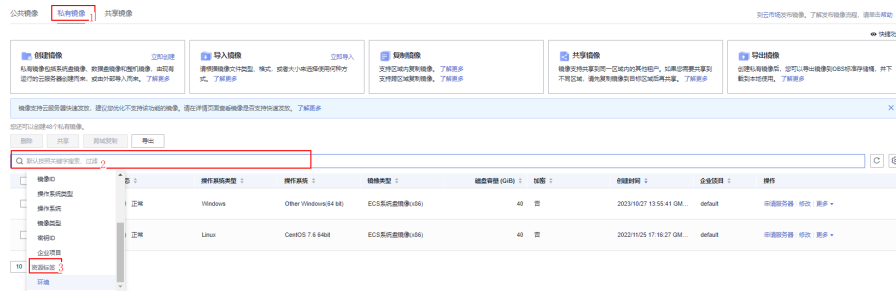 公共镜像 私有镜像 1 共享镜像
到云市场发布镜像。了解发布镜像流程，请单击帮助
创建镜像 立即创建
私有镜像包括系统盘镜像、数据盘镜像和整机镜像，由现有
运行的云服务器创建而来，或由外部导入而来。 了解更多
导入镜像 立即导入
请根据镜像文件类型、格式、或者大小来选择使用何种方
式。 了解更多
复制镜像
支持区域内复制镜像。 了解更多
支持跨区域复制镜像。 了解更多
共享镜像
镜像支持共享到同一区域内的其他租户。如果您需要共享到
不同区域，请先复制镜像到目标区域后再共享。 了解更多
导出镜像
创建私有镜像后，您可以导出镜像到OBS标准存储桶，并下
载到本地使用。 了解更多
镜像支持云服务器快速发放，建议您优化不支持该功能的镜像。请在详情页面查看镜像是否支持快速发放。 了解更多
您还可以创建48个私有镜像。
删除 共享 跨域复制 导出
默认按照关键字搜索、过滤 2
操作系统类型 操作系统 镜像类型 磁盘容量 (GiB) 加密 创建时间 企业项目 操作
正常 Windows Other Windows(64 bit) ECS系统盘镜像(x86) 40 否 2023/10/27 13:55:41 GM... default 申请服务器 修改 更多
正常 Linux CentOS 7.6 64bit ECS系统盘镜像(x86) 40 否 2022/11/25 17:16:27 GM... default 申请服务器 修改 更多
镜像ID
操作系统类型
操作系统
镜像类型
密钥ID
企业项目
10 资源标签 3
环境